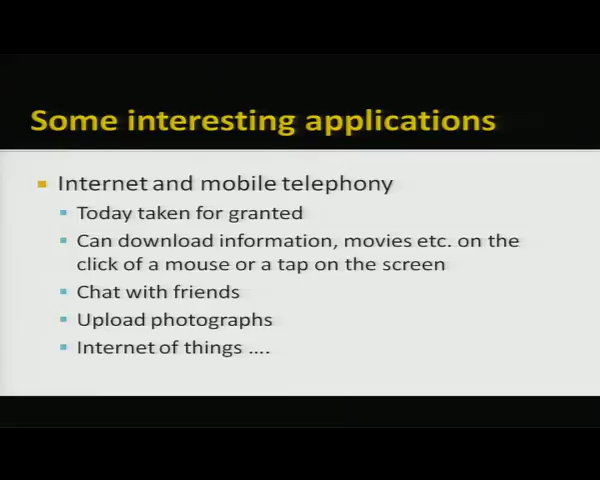 Some interesting applications
Internet and mobile telephony
Today taken for granted
Can download information, movies etc. on the
click of a mouse or a tap on the screen
Chat with friends
Upload photographs
Internet of things ....